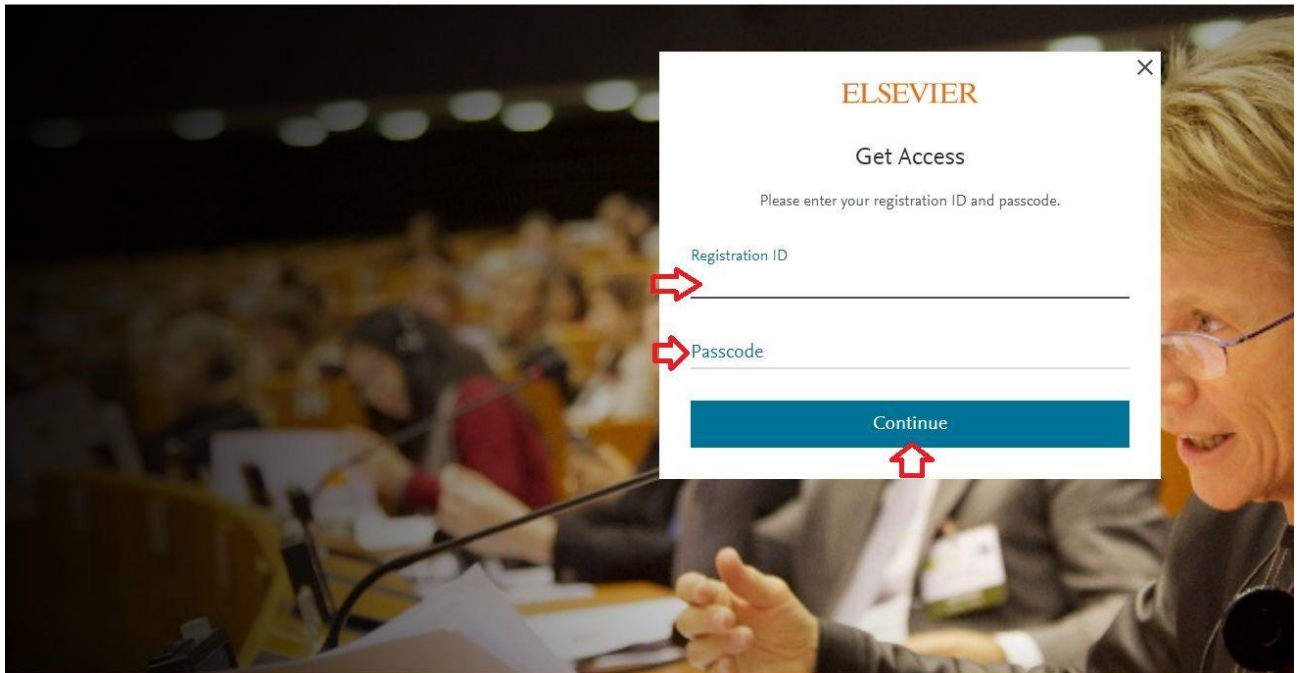 ELSEVIER
Get Access
Please enter your registration ID and passcode.
Registration ID
Passcode
Continue